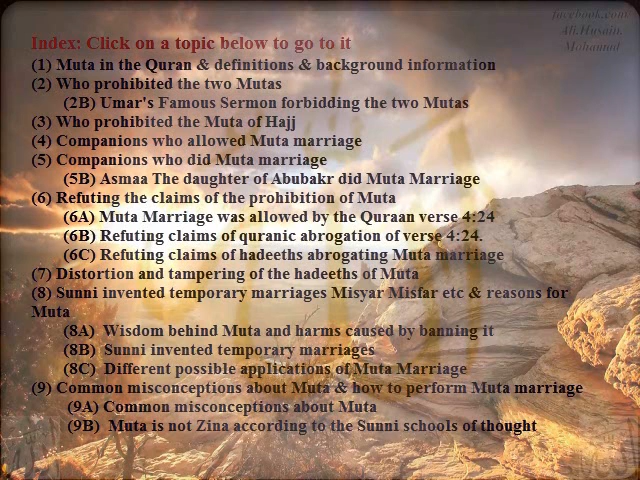 facebook.com/
Ali.Husain.
Mohamad
Index: Click on a topic below to go to it
(1) Muta in the Quran & definitions & background information
(2) Who prohibited the two Mutas
(2B) Umar's Famous Sermon forbidding the two Mutas
(3) Who prohibited the Muta of Hajj
(4) Companions who allowed Muta marriage
(5) Companions who did Muta marriage
(5B) Asmaa The daughter of Abubakr did Muta Marriage
(6) Refuting the claims of the prohibition of Muta
(6A) Muta Marriage was allowed by the Quraan verse 4:24
(6B) Refuting claims of quranic abrogation of verse 4:24.
(6C) Refuting claims of hadeeths abrogating Muta marriage
(7) Distortion and tampering of the hadeeths of Muta
(8) Sunni invented temporary marriages Misyar Misfar etc & reasons for
Muta
(8A) Wisdom behind Muta and harms caused by banning it
(8B) Sunni invented temporary marriages
(8C) Different possible applications of Muta Marriage
(9) Common misconceptions about Muta & how to perform Muta marriage
(9A) Common misconceptions about Muta
(9B) Muta is not Zina according to the Sunni schools of thought